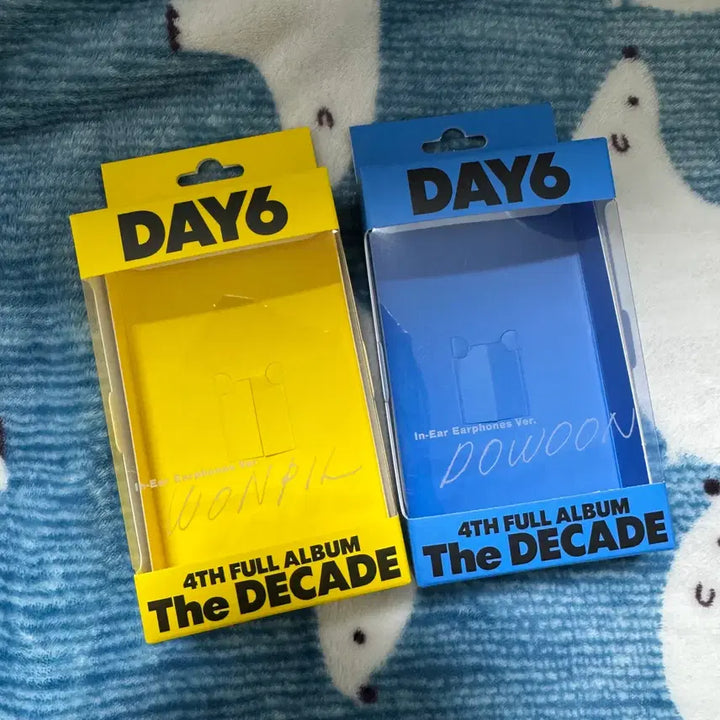 DAY6
In-Ear Earphones Ver.
WONPIL
4TH FULL ALBUM
The DECADE
DAY6
In-Ear Earphones Ver.
DOWOON
4TH FULL ALBUM
The DECADE